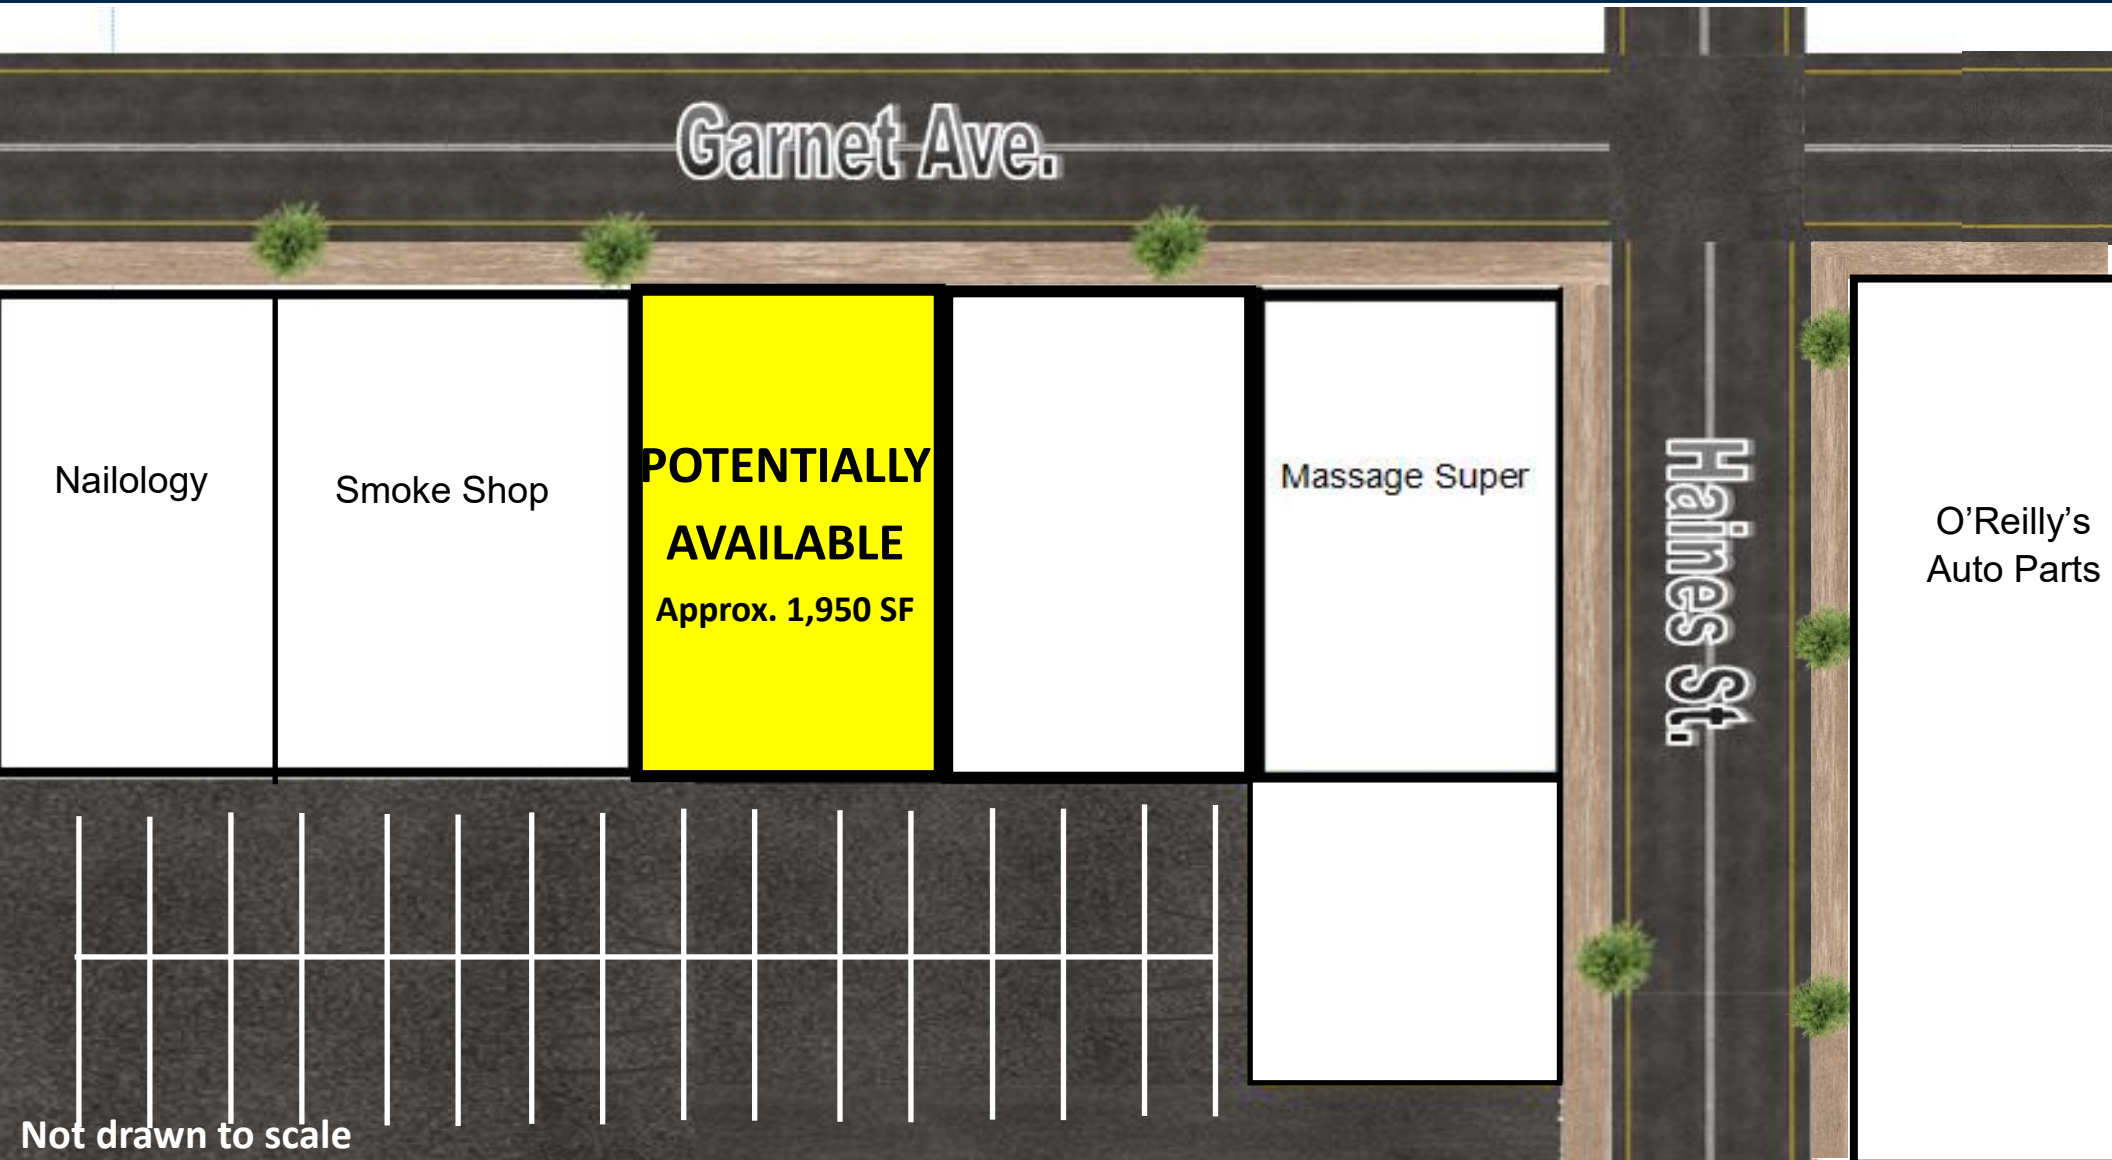 Garnet Ave.
Nailology
Smoke Shop
POTENTIALLY
AVAILABLE
Approx. 1,950 SF
Massage Super
Haines St.
O’Reilly’s
Auto Parts
Not drawn to scale